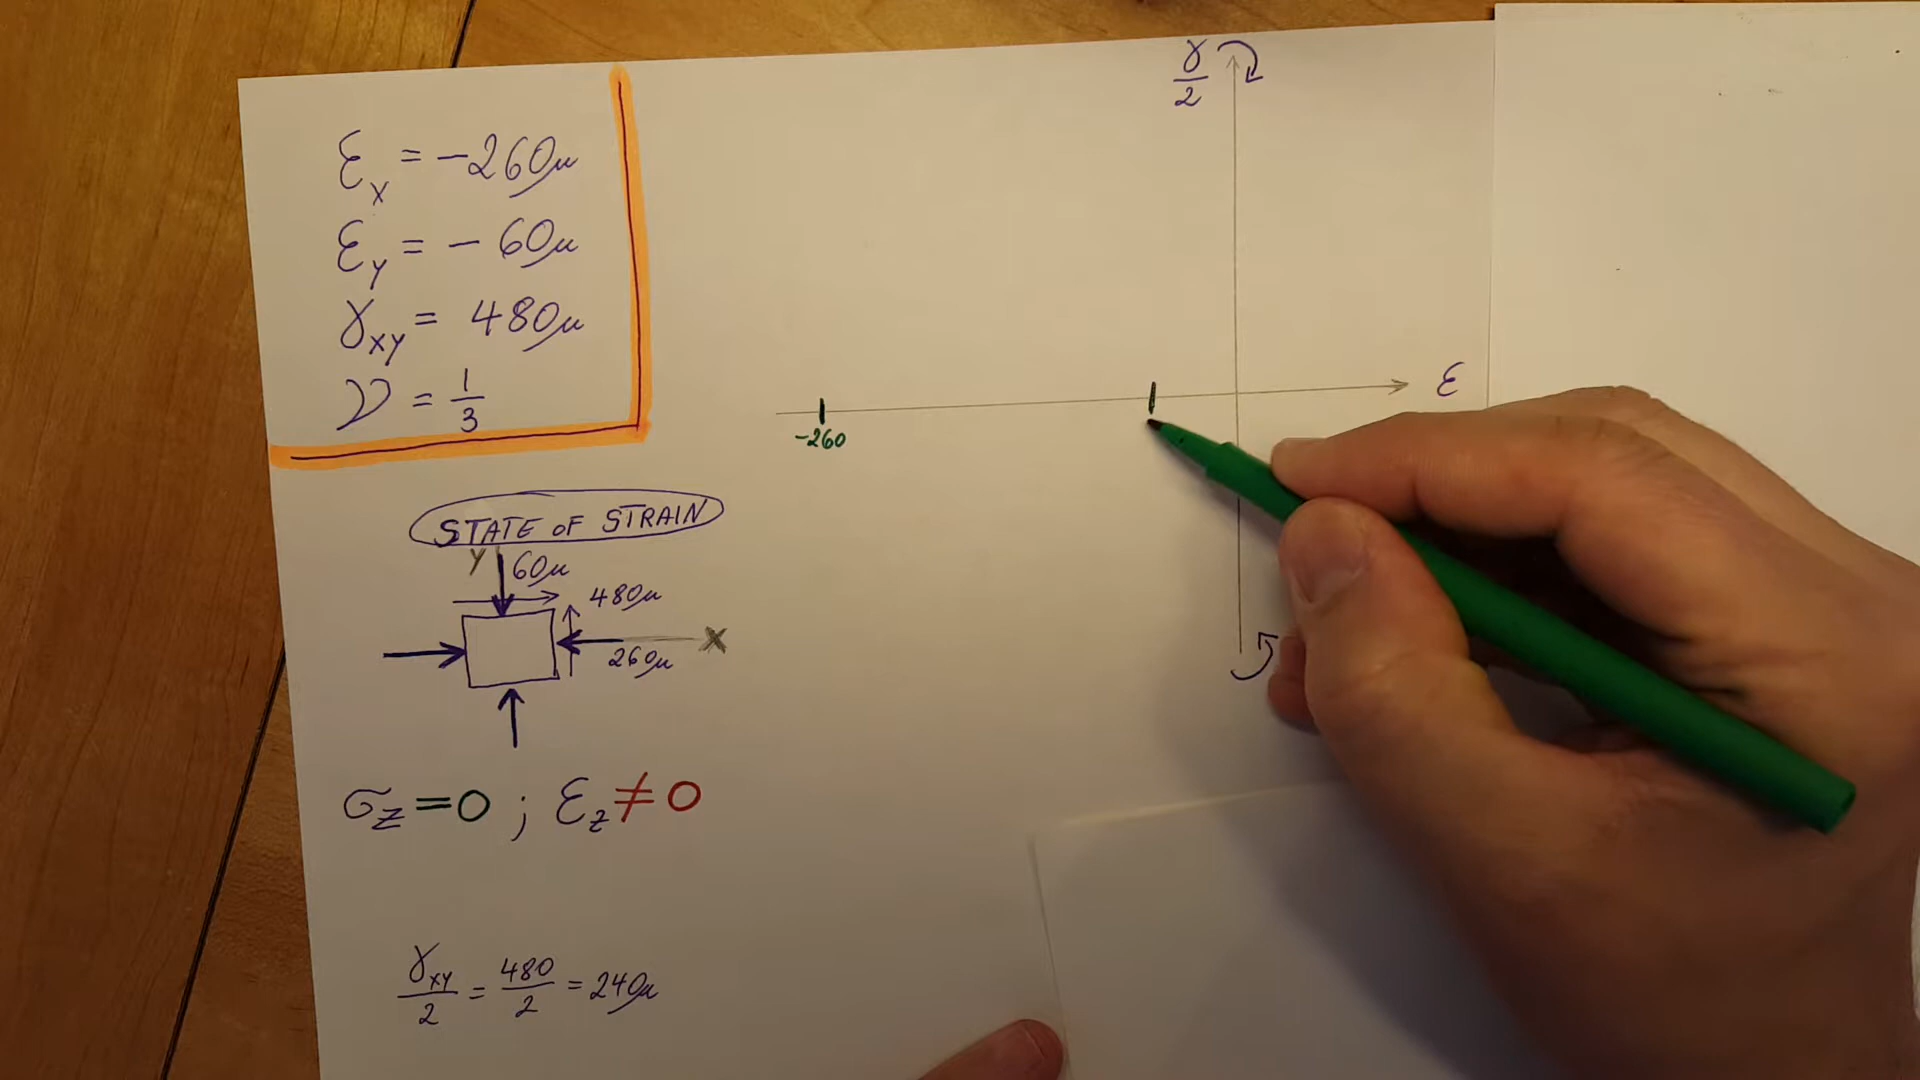 εx = -260μ
εy = - 60μ
γxy = 480μ
ν = 1/3
STATE OF STRAIN
y
60μ
480μ
x
260μ
σz=0 ; εz≠0
γxy/2 = 480/2 = 240μ
γ/2
ε
-260